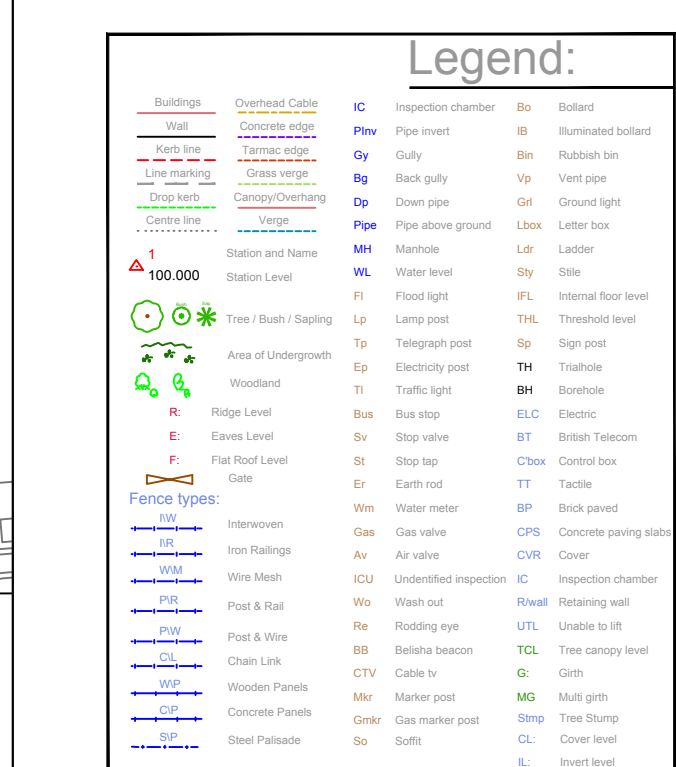 Legend:
Buildings Overhead Cable
Wall Concrete edge
Kerb line Tarmac edge
Line marking Grass verge
Drop kerb Canopy/Overhang
Centre line Verge
1 Station and Name
100.000 Station Level
Bush
Tree / Bush / Sapling
Area of Undergrowth
Woodland
R: Ridge Level
E: Eaves Level
F: Flat Roof Level
Gate
Fence types:
I\W Interwoven
I\R Iron Railings
W\M Wire Mesh
P\R Post & Rail
P\W Post & Wire
C\L Chain Link
W\P Wooden Panels
C\P Concrete Panels
S\P Steel Palisade
IC Inspection chamber
PInv Pipe invert
Gy Gully
Bg Back gully
Dp Down pipe
Pipe Pipe above ground
MH Manhole
WL Water level
Fl Flood light
Lp Lamp post
Tp Telegraph post
Ep Electricity post
Tl Traffic light
Bus Bus stop
Sv Stop valve
St Stop tap
Er Earth rod
Wm Water meter
Gas Gas valve
Av Air valve
ICU Undentified inspection
Wo Wash out
Re Rodding eye
BB Belisha beacon
CTV Cable tv
Mkr Marker post
Gmkr Gas marker post
So Soffit
Bo Bollard
IB Illuminated bollard
Bin Rubbish bin
Vp Vent pipe
Grl Ground light
Lbox Letter box
Ldr Ladder
Sty Stile
IFL Internal floor level
THL Threshold level
Sp Sign post
TH Trialhole
BH Borehole
ELC Electric
BT British Telecom
C'box Control box
TT Tactile
BP Brick paved
CPS Concrete paving slabs
CVR Cover
IC Inspection chamber
R/wall Retaining wall
UTL Unable to lift
TCL Tree canopy level
G: Girth
MG Multi girth
Stmp Tree Stump
CL: Cover level
IL: Invert level